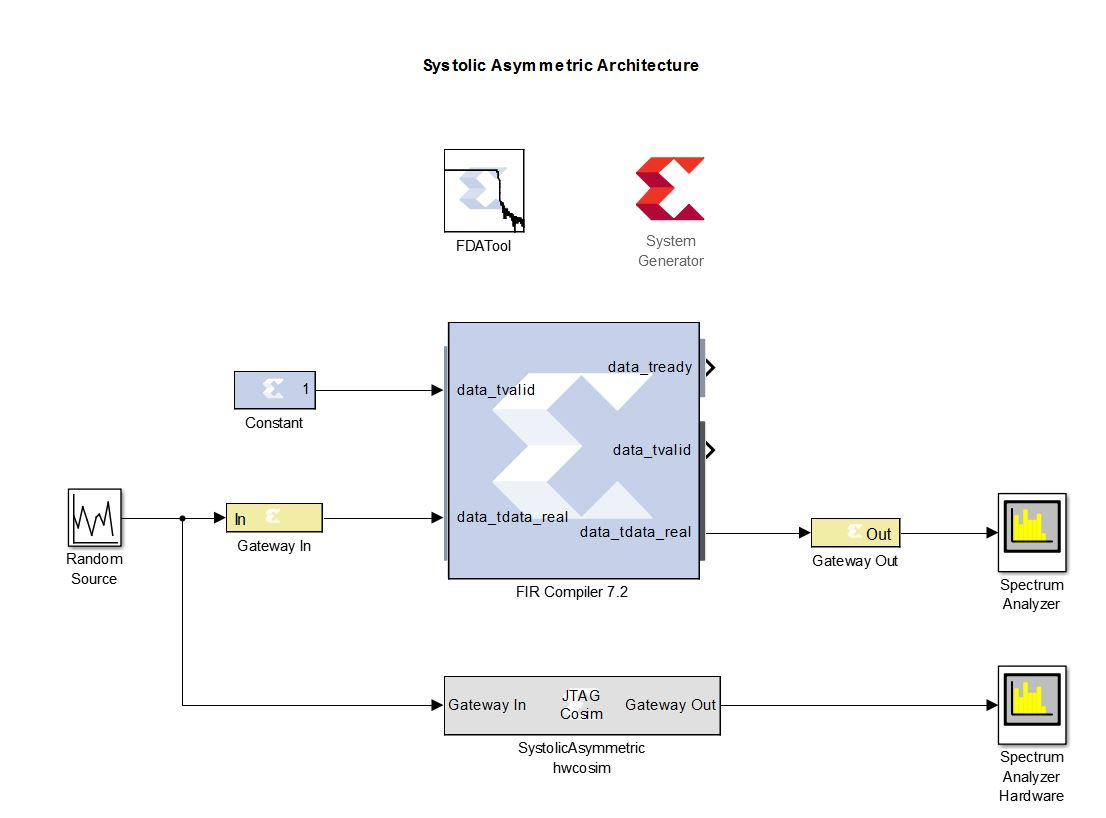 Systolic Asymmetric Architecture
FDATool
System
Generator
data_tready
1
data_tvalid
Constant
data_tvalid
In
data_tdata_real
Gateway In
data_tdata_real
Out
Gateway Out
Random
Source
FIR Compiler 7.2
Spectrum
Analyzer
Gateway In
JTAG
Cosim
Gateway Out
SystolicAsymmetric
hwcosim
Spectrum
Analyzer
Hardware